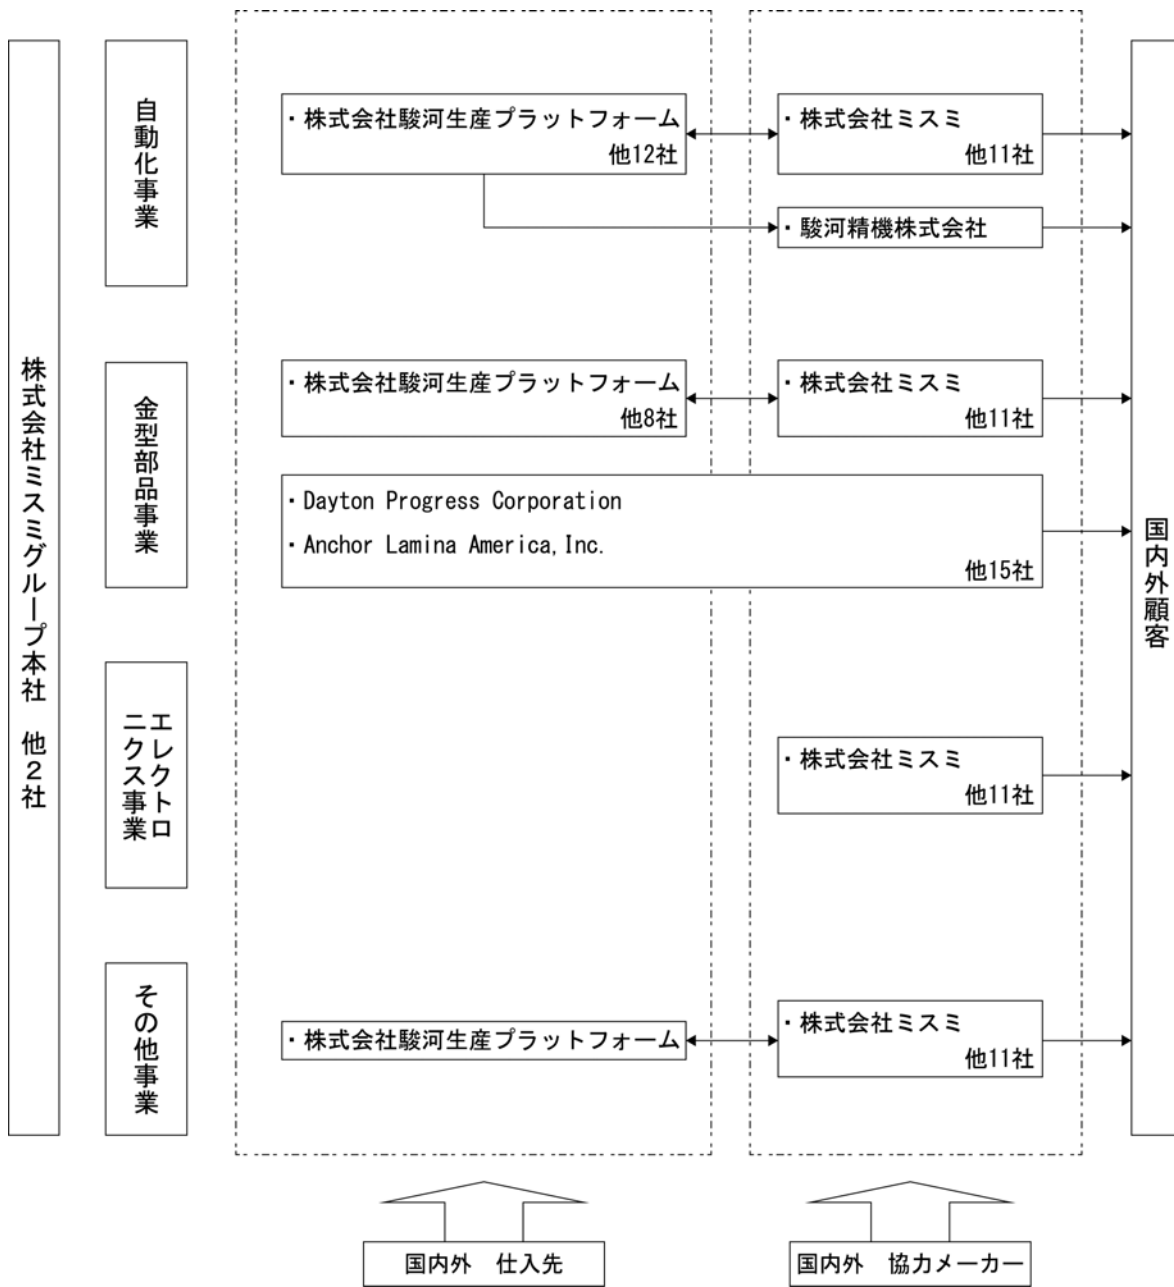 株式会社ミスミグループ本社　他２社
自動化事業
・株式会社駿河生産プラットフォーム
他12社
・株式会社ミスミ
他11社
・駿河精機株式会社
金型部品事業
・株式会社駿河生産プラットフォーム
他8社
・株式会社ミスミ
他11社
・Dayton Progress Corporation
・Anchor Lamina America,Inc.
他15社
エレクトロ
ニクス事業
・株式会社ミスミ
他11社
その他事業
・株式会社駿河生産プラットフォーム
・株式会社ミスミ
他11社
国内外顧客
国内外　仕入先
国内外　協力メーカー